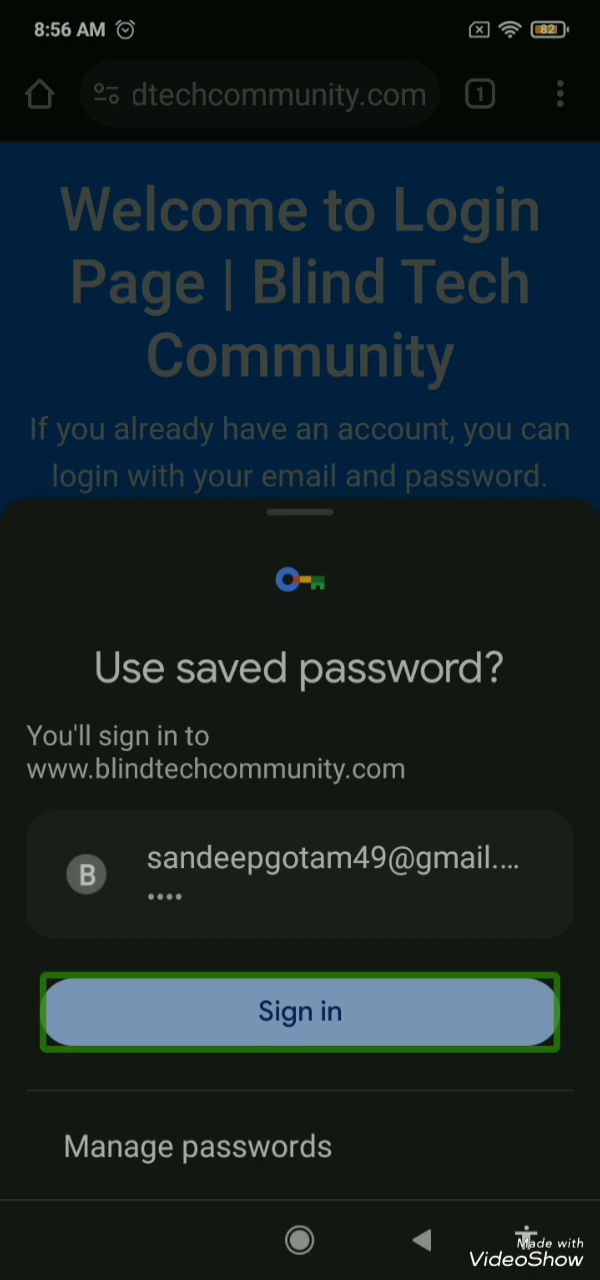 8:56 AM
82
dtechcommunity.com
1
Welcome to Login
Page | Blind Tech
Community
If you already have an account, you can
login with your email and password.
Use saved password?
You'll sign in to
www.blindtechcommunity.com
B
sandeepgotam49@gmail....
••••
Sign in
Manage passwords
Made with
VideoShow